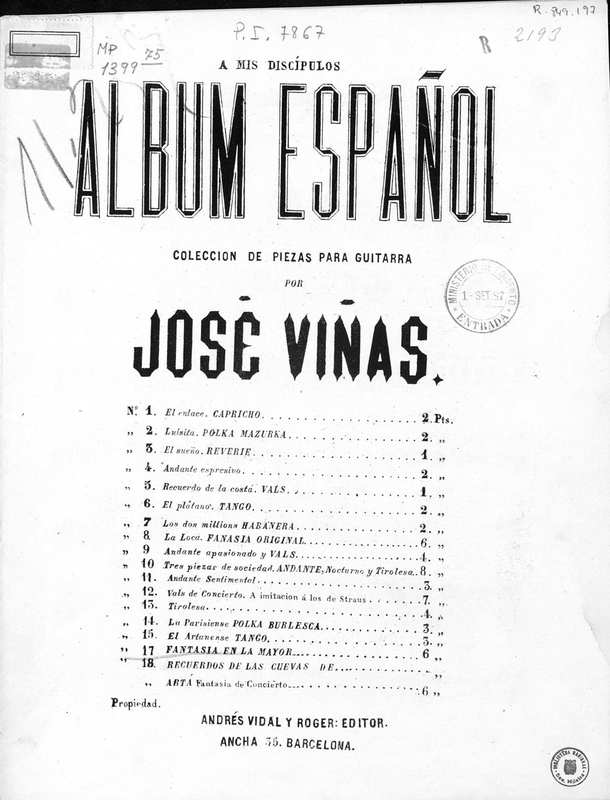 R. 849.197
P.I. 7867
R 2193
MP
1399 75
A MIS DISCÍPULOS
ALBUM ESPAÑOL
COLECCION DE PIEZAS PARA GUITARRA
POR
JOSÉ VIÑAS.
MINISTERIO DE FOMENTO
1-SET.87
ENTRADA
Nº 1. El enlace. CAPRICHO. 2. Pts.
„ 2. Luisita. POLKA MAZURKA. 2. „
„ 3. El sueño. REVERIE. 1. „
„ 4. Andante espresivo. 2. „
„ 5. Recuerdo de la costa. VALS. 1. „
„ 6. El plátano. TANGO. 2. „
„ 7 Los dos millions HABANERA 2. „
„ 8. La Loca. FANASIA ORIGINAL. 6. „
„ 9 Andante apasionado y VALS. 4. „
„ 10 Tres piezas de sociedad. ANDANTE, Nocturno y Tirolesa. 8. „
„ 11. Andante Sentimental. 3. „
„ 12. Vals de Concierto. A imitacion á los de Straus. 7. „
„ 13. Tirolesa. 4. „
„ 14. La Parisiense POLKA BURLESCA. 3. „
„ 15. El Artanense TANGO. 3. „
„ 17 FANTASIA EN LA MAYOR. 6 „
„ 18. RECUERDOS DE LAS CUEVAS DE „
„ ARTÁ Fantasia de Concierto. 6 „
Propiedad.
ANDRÉS VIDAL Y ROGER: EDITOR.
ANCHA 35. BARCELONA.
BIBLIOTECA NACIONAL